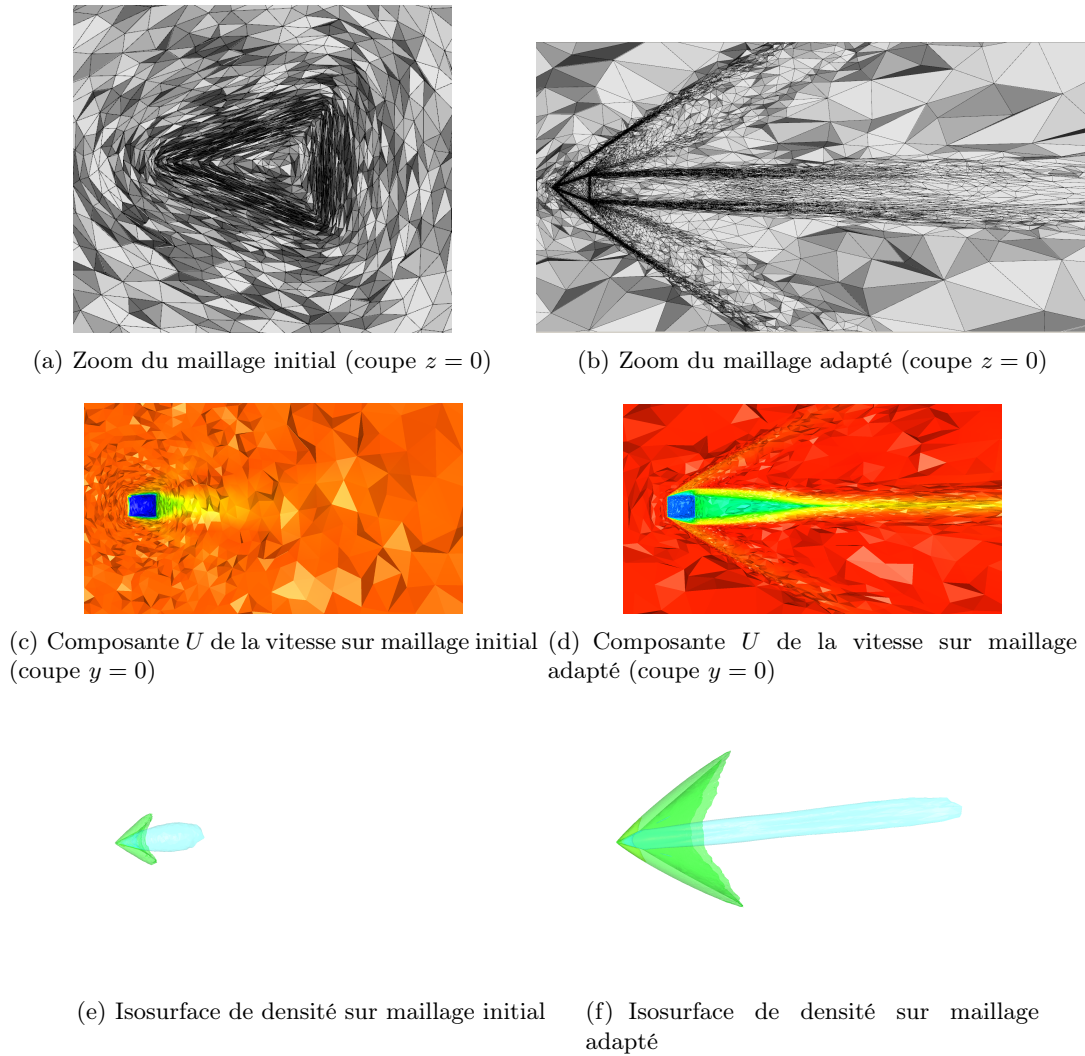 (a) Zoom du maillage initial (coupe z = 0)
(b) Zoom du maillage adapté (coupe z = 0)
(c) Composante U de la vitesse sur maillage initial
(coupe y = 0)
(d) Composante U de la vitesse sur maillage
adapté (coupe y = 0)
(e) Isosurface de densité sur maillage initial
(f) Isosurface de densité sur maillage
adapté